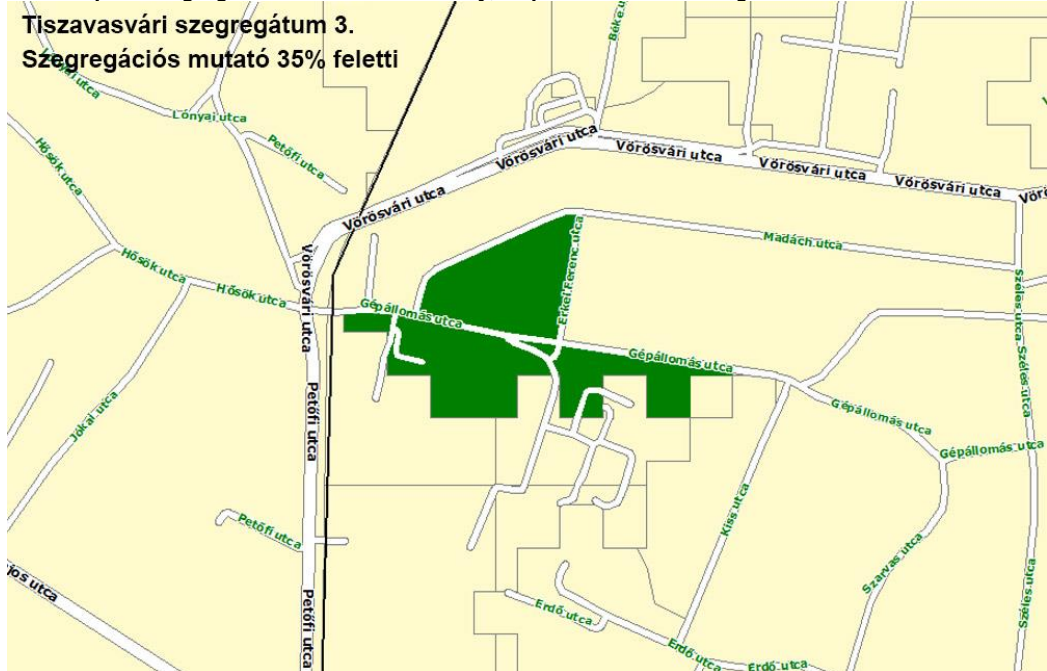 Tiszavasvári szegregátum 3.
Szegregációs mutató 35% feletti
Béke u
Lónyai utca
Petőfi utca
Hősök utca
Vörösvári utca
Vörösvári utca
Vörösvári utca
Vörösvári utca
Vörösvári utca
Madách utca
Erkel Ferenc utca
Hősök utca
Hősök utca
Vörösvári utca
Gépállomás utca
Gépállomás utca
Gépállomás utca
Gépállomás utca
Széles utca
Széles utca
Széles utca
Petőfi utca
Jókai utca
Kiss utca
Szarvas utca
Petőfi utca
Petőfi utca
Erdő utca
Erdő utca
Erdő utca